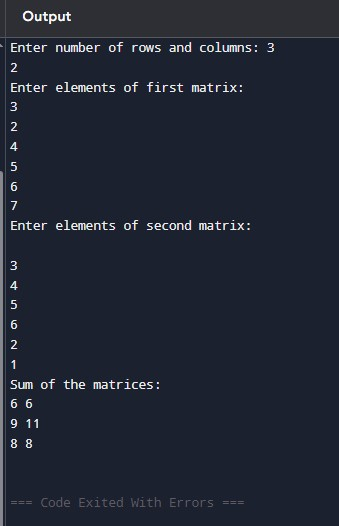 Output
Enter number of rows and columns: 3
2
Enter elements of first matrix:
3
2
4
5
6
7
Enter elements of second matrix:
3
4
5
6
2
1
Sum of the matrices:
6 6
9 11
8 8
=== Code Exited With Errors ===